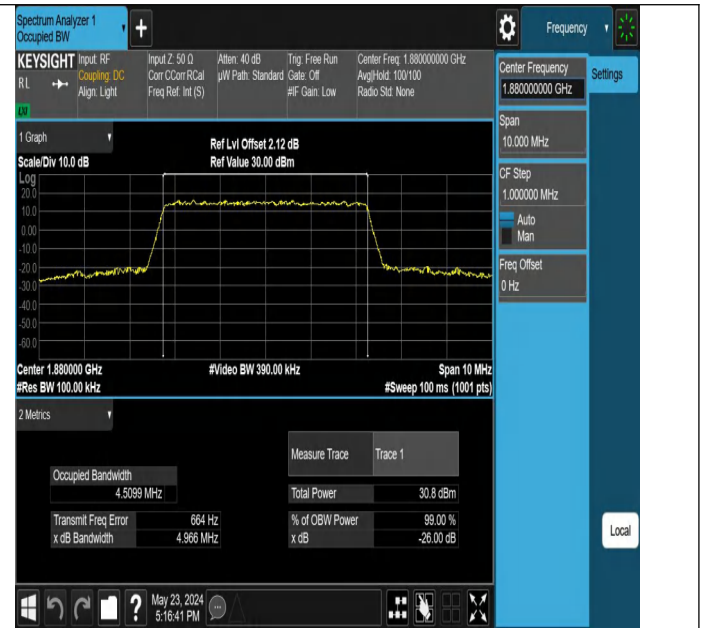 Spectrum Analyzer 1
Occupied BW
Frequency
KEYSIGHT Input: RF
R L
Coupling: DC
Align: Light
Input Z: 50 Ω
Corr CCorr RCal
Freq Ref: Int (S)
Atten: 40 dB
µW Path: Standard
Trig: Free Run
Gate: Off
#IF Gain: Low
Center Freq: 1.880000000 GHz
Avg|Hold: 100/100
Radio Std: None
Center Frequency
1.880000000 GHz
Settings
Span
10.000 MHz
CF Step
1.000000 MHz
Auto
Man
Freq Offset
0 Hz
1 Graph
Scale/Div 10.0 dB
Ref Lvl Offset 2.12 dB
Ref Value 30.00 dBm
Log
20.0
10.0
0.00
-10.0
-20.0
-30.0
-40.0
-50.0
-60.0
Center 1.880000 GHz
#Video BW 390.00 kHz
Span 10 MHz
#Res BW 100.00 kHz
#Sweep 100 ms (1001 pts)
2 Metrics
Measure Trace
Trace 1
Occupied Bandwidth
4.5099 MHz
Total Power
30.8 dBm
Transmit Freq Error
664 Hz
% of OBW Power
99.00 %
x dB Bandwidth
4.966 MHz
x dB
-26.00 dB
Local
May 23, 2024
5:16:41 PM